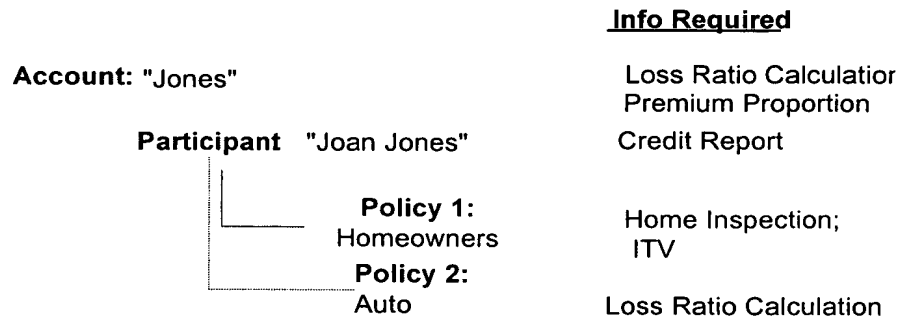 Info Required
Account: "Jones" Loss Ratio Calculatior
Premium Proportion
Participant "Joan Jones" Credit Report
Policy 1:
Homeowners
Home Inspection;
ITV
Policy 2:
Auto Loss Ratio Calculation